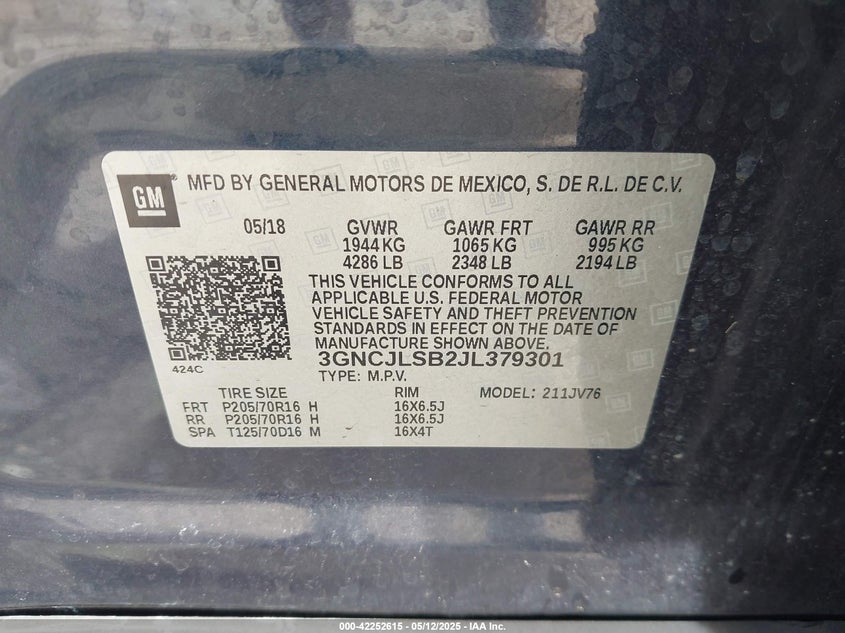 GM
MFD BY GENERAL MOTORS DE MEXICO, S. DE R.L. DE C.V.
05/18 GVWR GAWR FRT GAWR RR
1944 KG 1065 KG 995 KG
4286 LB 2348 LB 2194 LB
THIS VEHICLE CONFORMS TO ALL
APPLICABLE U.S. FEDERAL MOTOR
VEHICLE SAFETY AND THEFT PREVENTION
STANDARDS IN EFFECT ON THE DATE OF
MANUFACTURE SHOWN ABOVE.
424C
3GNCJLSB2JL379301
TYPE: M.P.V.
TIRE SIZE RIM MODEL: 211JV76
FRT P205/70R16 H 16X6.5J
RR P205/70R16 H 16X6.5J
SPA T125/70D16 M 16X4T
000-42252615 - 05/12/2025 - IAA Inc.